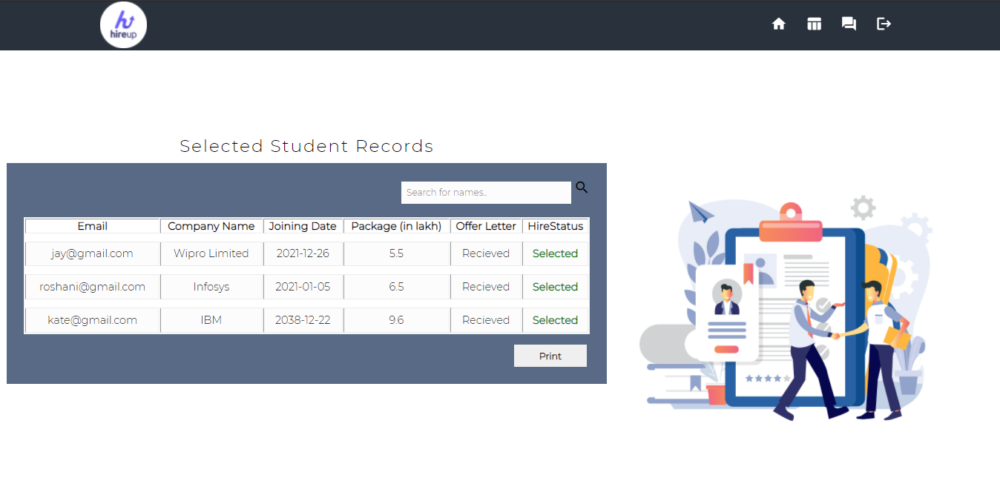 hireup
Selected Student Records
Search for names..
Email Company Name Joining Date Package (in lakh) Offer Letter HireStatus
jay@gmail.com Wipro Limited 2021-12-26 5.5 Recieved Selected
roshani@gmail.com Infosys 2021-01-05 6.5 Recieved Selected
kate@gmail.com IBM 2038-12-22 9.6 Recieved Selected
Print